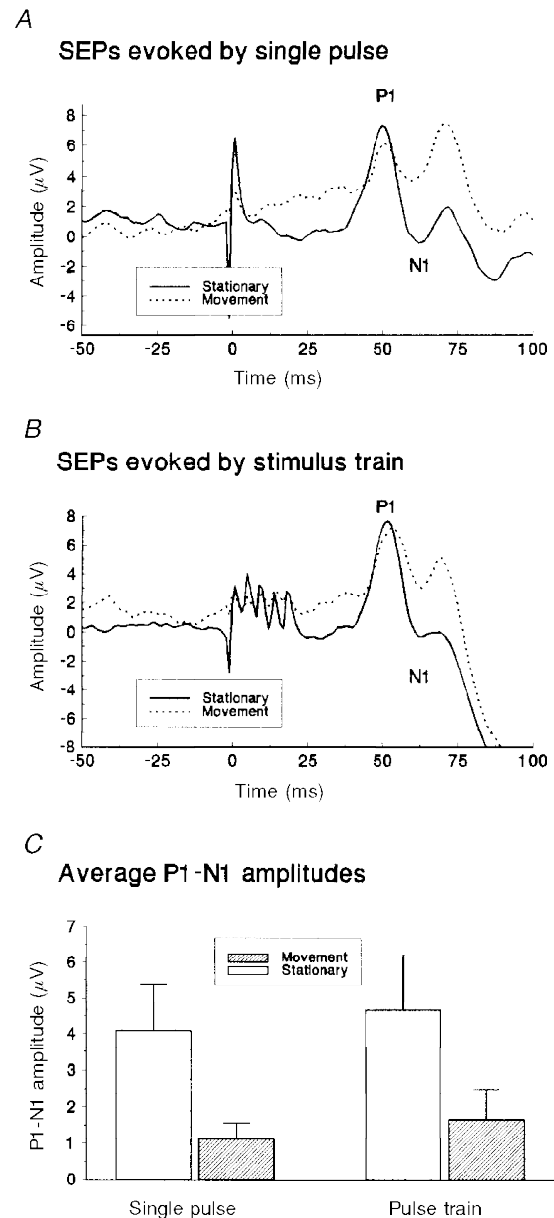 A
SEPs evoked by single pulse
P1
8
6
4
2
0
-2
-4
-6
Amplitude (μV)
N1
Stationary
Movement
-50 -25 0 25 50 75 100
Time (ms)
B
SEPs evoked by stimulus train
P1
8
6
4
2
0
-2
-4
-6
-8
Amplitude (μV)
N1
Stationary
Movement
-50 -25 0 25 50 75 100
Time (ms)
C
Average P1-N1 amplitudes
7
6
5
4
3
2
1
0
P1-N1 amplitude (μV)
Movement
Stationary
Single pulse Pulse train